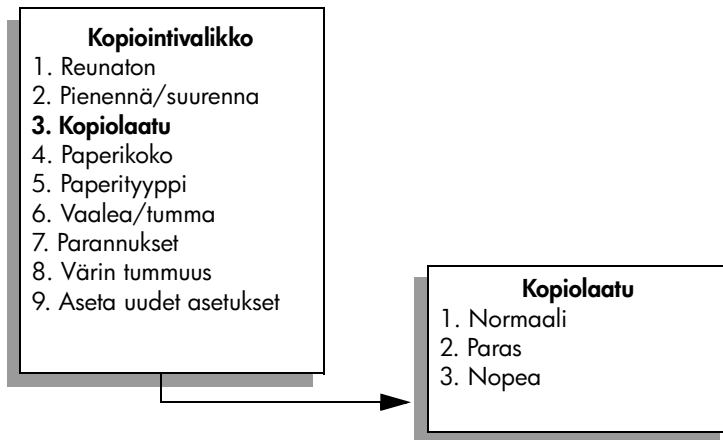 Kopiointivalikko
1. Reunaton
2. Pienennä/suurenna
3. Kopiolaatu
4. Paperikoko
5. Paperityyppi
6. Vaalea/tumma
7. Parannukset
8. Värin tummuus
9. Aseta uudet asetukset
Kopiolaatu
1. Normaali
2. Paras
3. Nopea